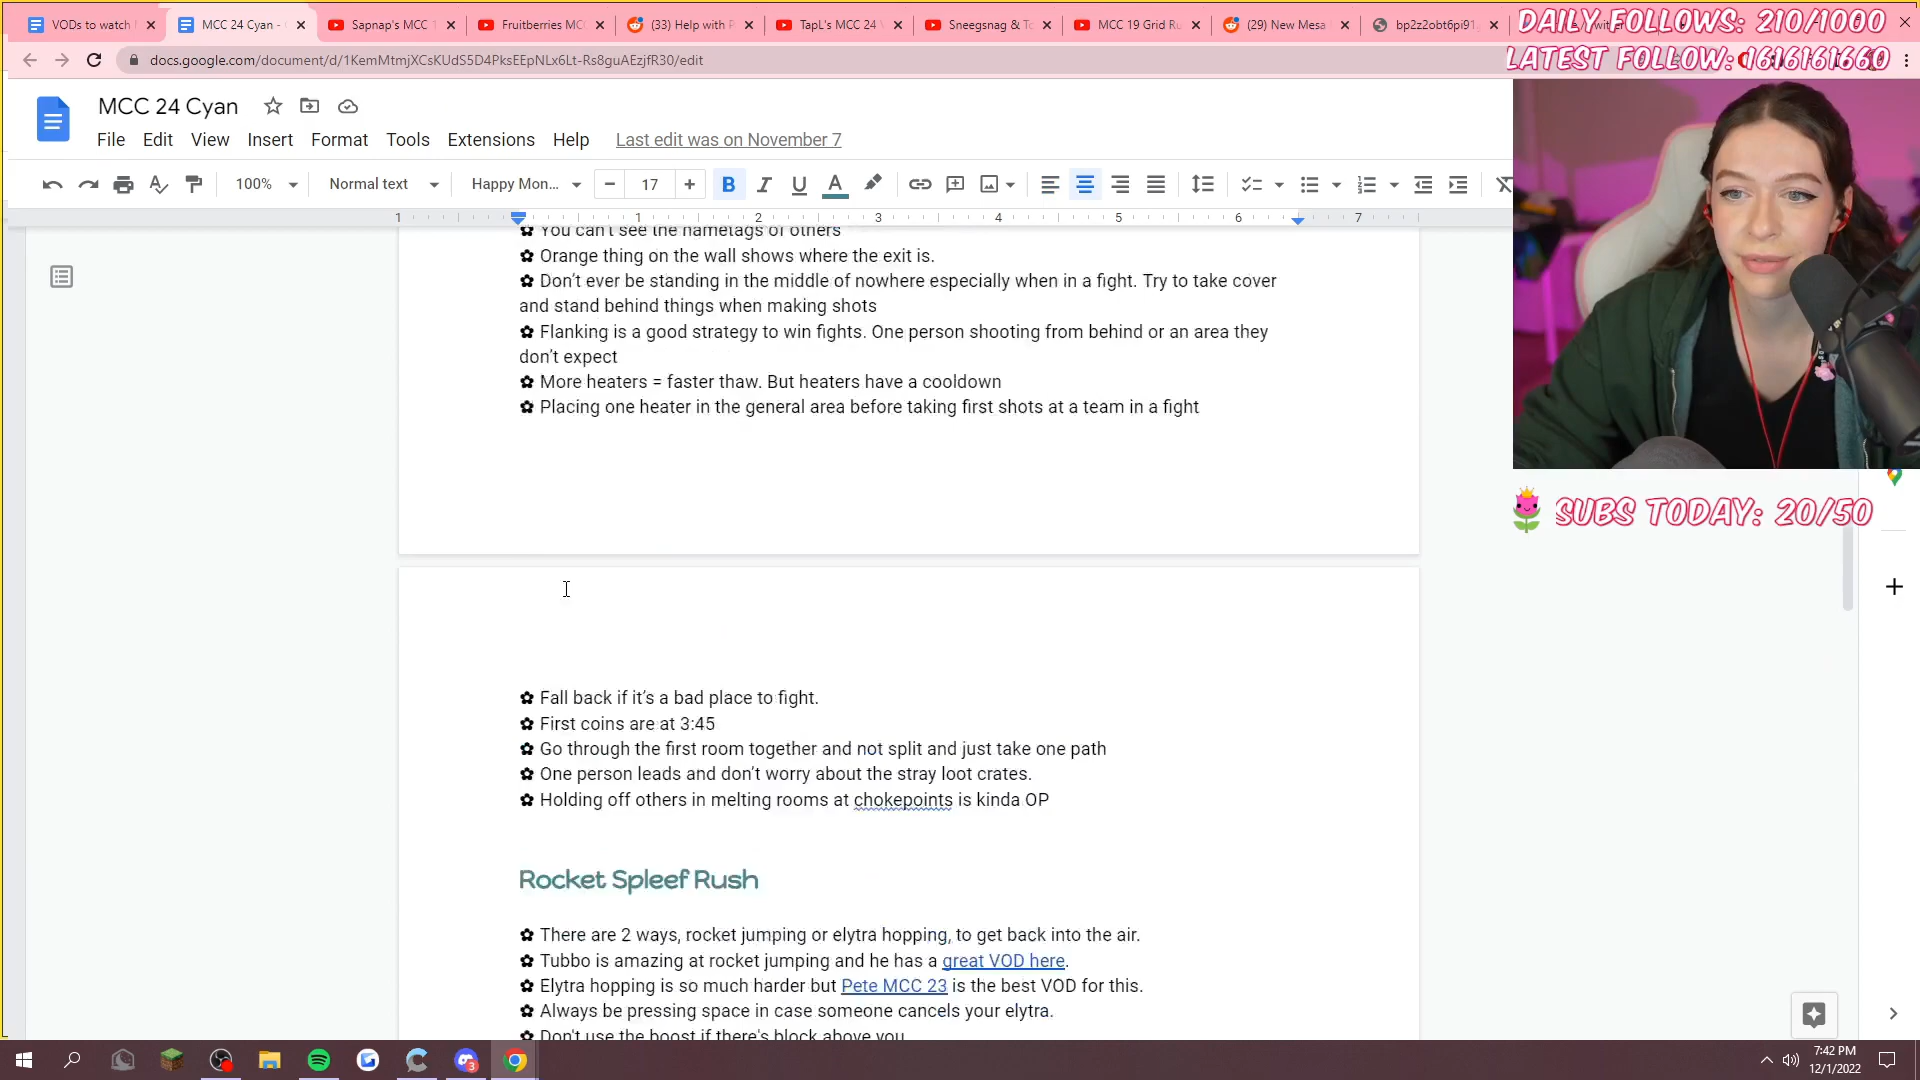 VODs to watch
MCC 24 Cyan -
Sapnap's MCC 1
Fruitberries MC
(33) Help with P
TapL's MCC 24
Sneegsnag & To
MCC 19 Grid Ru
(29) New Mesa
bp2z2obt6pi91
DAILY FOLLOWS: 210/1000
docs.google.com/document/d/1KemMtmjXCsKUdS5D4PksEEpNLx6Lt-Rs8guAEzjfR30/edit
LATEST FOLLOW: 1616161660
MCC 24 Cyan
File Edit View Insert Format Tools Extensions Help Last edit was on November 7
100% Normal text Happy Mon... 17 B I U A
1 1 2 3 4 5 6 7
✿ You can't see the nametags of others
✿ Orange thing on the wall shows where the exit is.
✿ Don't ever be standing in the middle of nowhere especially when in a fight. Try to take cover
and stand behind things when making shots
✿ Flanking is a good strategy to win fights. One person shooting from behind or an area they
don't expect
✿ More heaters = faster thaw. But heaters have a cooldown
✿ Placing one heater in the general area before taking first shots at a team in a fight
SUBS TODAY: 20/50
✿ Fall back if it's a bad place to fight.
✿ First coins are at 3:45
✿ Go through the first room together and not split and just take one path
✿ One person leads and don't worry about the stray loot crates.
✿ Holding off others in melting rooms at chokepoints is kinda OP
Rocket Spleef Rush
✿ There are 2 ways, rocket jumping or elytra hopping, to get back into the air.
✿ Tubbo is amazing at rocket jumping and he has a great VOD here.
✿ Elytra hopping is so much harder but Pete MCC 23 is the best VOD for this.
✿ Always be pressing space in case someone cancels your elytra.
✿ Don't use the boost if there's block above you
3
7:42 PM
12/1/2022